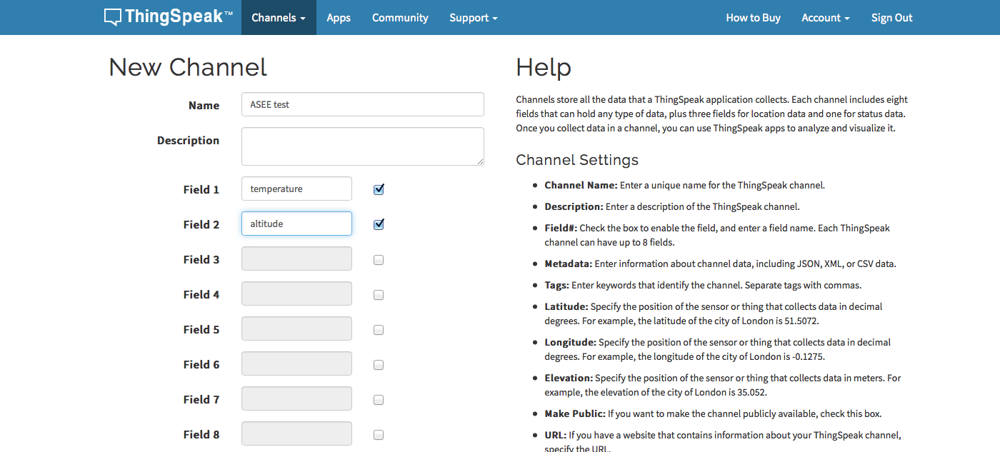 ThingSpeak™ Channels Apps Community Support How to Buy Account Sign Out
New Channel
Name ASEE test
Description
Field 1 temperature
Field 2 altitude
Field 3
Field 4
Field 5
Field 6
Field 7
Field 8
Help
Channels store all the data that a ThingSpeak application collects. Each channel includes eight
fields that can hold any type of data, plus three fields for location data and one for status data.
Once you collect data in a channel, you can use ThingSpeak apps to analyze and visualize it.
Channel Settings
• Channel Name: Enter a unique name for the ThingSpeak channel.
• Description: Enter a description of the ThingSpeak channel.
• Field#: Check the box to enable the field, and enter a field name. Each ThingSpeak
channel can have up to 8 fields.
• Metadata: Enter information about channel data, including JSON, XML, or CSV data.
• Tags: Enter keywords that identify the channel. Separate tags with commas.
• Latitude: Specify the position of the sensor or thing that collects data in decimal
degrees. For example, the latitude of the city of London is 51.5072.
• Longitude: Specify the position of the sensor or thing that collects data in decimal
degrees. For example, the longitude of the city of London is -0.1275.
• Elevation: Specify the position of the sensor or thing that collects data in meters. For
example, the elevation of the city of London is 35.052.
• Make Public: If you want to make the channel publicly available, check this box.
• URL: If you have a website that contains information about your ThingSpeak channel,
specify the URL.